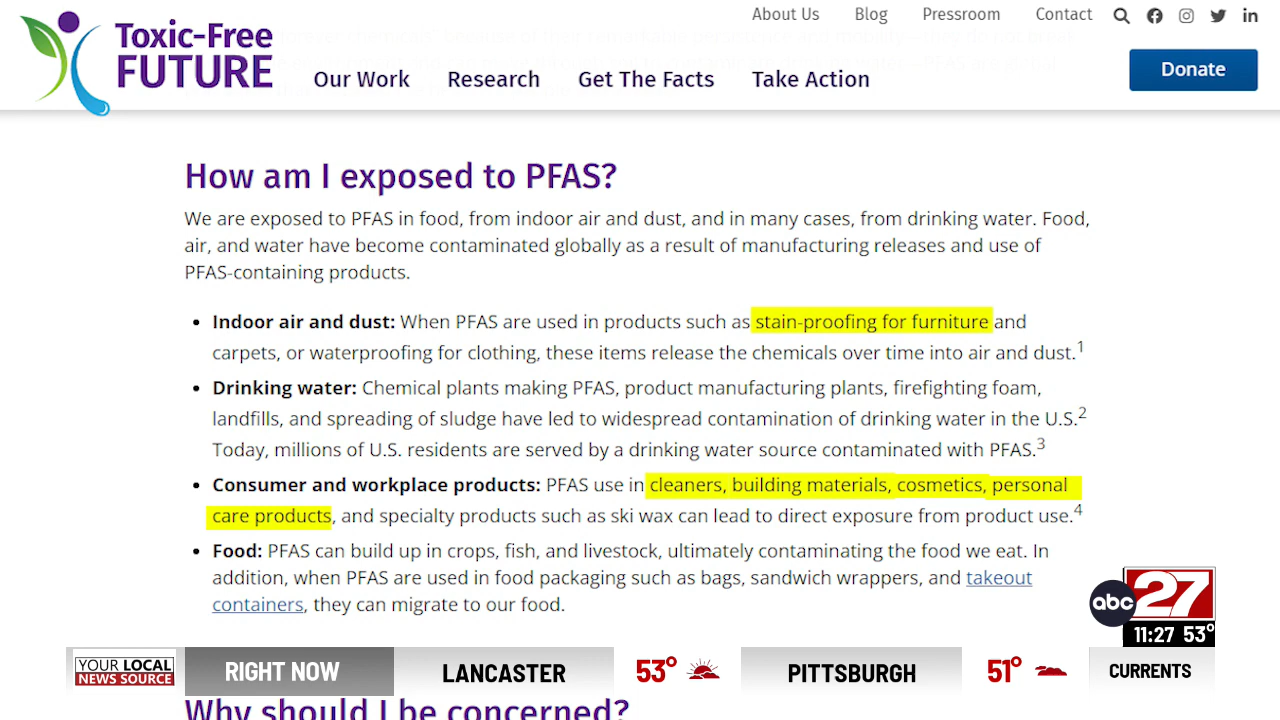 About Us Blog Pressroom Contact
Toxic-Free
FUTURE
Our Work Research Get The Facts Take Action
Donate
How am I exposed to PFAS?
We are exposed to PFAS in food, from indoor air and dust, and in many cases, from drinking water. Food,
air, and water have become contaminated globally as a result of manufacturing releases and use of
PFAS-containing products.
• Indoor air and dust: When PFAS are used in products such as stain-proofing for furniture and
carpets, or waterproofing for clothing, these items release the chemicals over time into air and dust.1
• Drinking water: Chemical plants making PFAS, product manufacturing plants, firefighting foam,
landfills, and spreading of sludge have led to widespread contamination of drinking water in the U.S.2
Today, millions of U.S. residents are served by a drinking water source contaminated with PFAS.3
• Consumer and workplace products: PFAS use in cleaners, building materials, cosmetics, personal
care products, and specialty products such as ski wax can lead to direct exposure from product use.4
• Food: PFAS can build up in crops, fish, and livestock, ultimately contaminating the food we eat. In
addition, when PFAS are used in food packaging such as bags, sandwich wrappers, and takeout
containers, they can migrate to our food.
abc 27
11:27 53°
YOUR LOCAL
NEWS SOURCE
RIGHT NOW LANCASTER 53° PITTSBURGH 51° CURRENTS
Why should I be concerned?